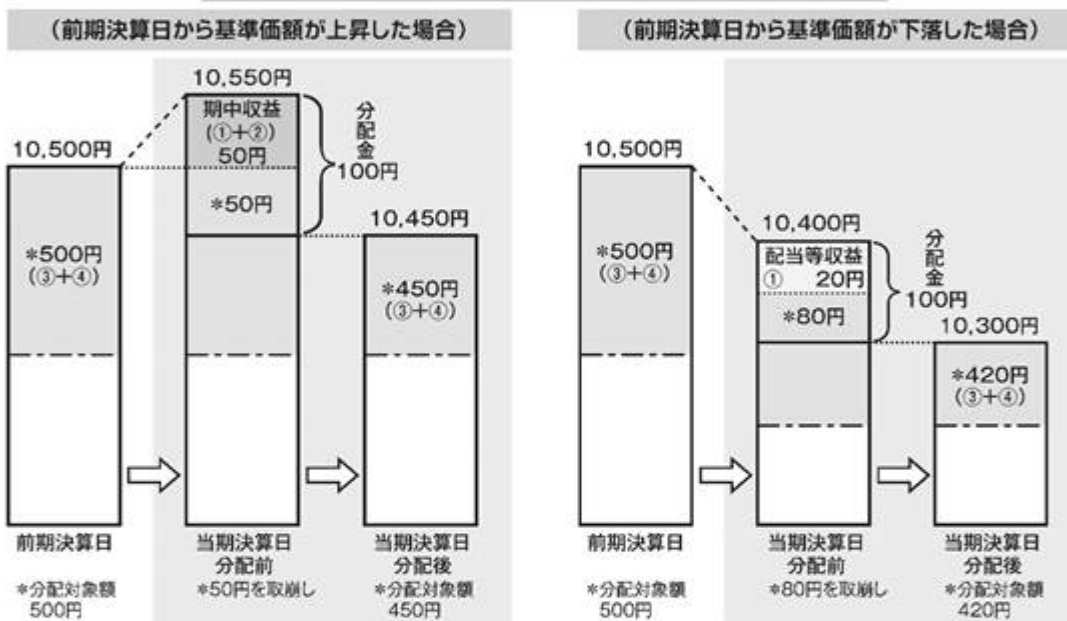 (前期決算日から基準価額が上昇した場合)
10,550円
期中収益
(①+②)
50円
分配金
100円
10,500円
*50円
10,450円
*500円
(③+④)
*450円
(③+④)
前期決算日
当期決算日
分配前
当期決算日
分配後
*分配対象額
500円
*50円を取崩し
*分配対象額
450円
(前期決算日から基準価額が下落した場合)
10,500円
10,400円
配当等収益
① 20円
分配金
100円
*80円
10,300円
*500円
(③+④)
*420円
(③+④)
前期決算日
当期決算日
分配前
当期決算日
分配後
*分配対象額
500円
*80円を取崩し
*分配対象額
420円